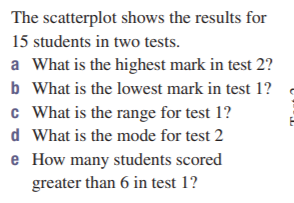 The scatterplot shows the results for
15 students in two tests.
a What is the highest mark in test 2?
b What is the lowest mark in test 1?
c What is the range for test 1?
d What is the mode for test 2
e How many students scored
greater than 6 in test 1?